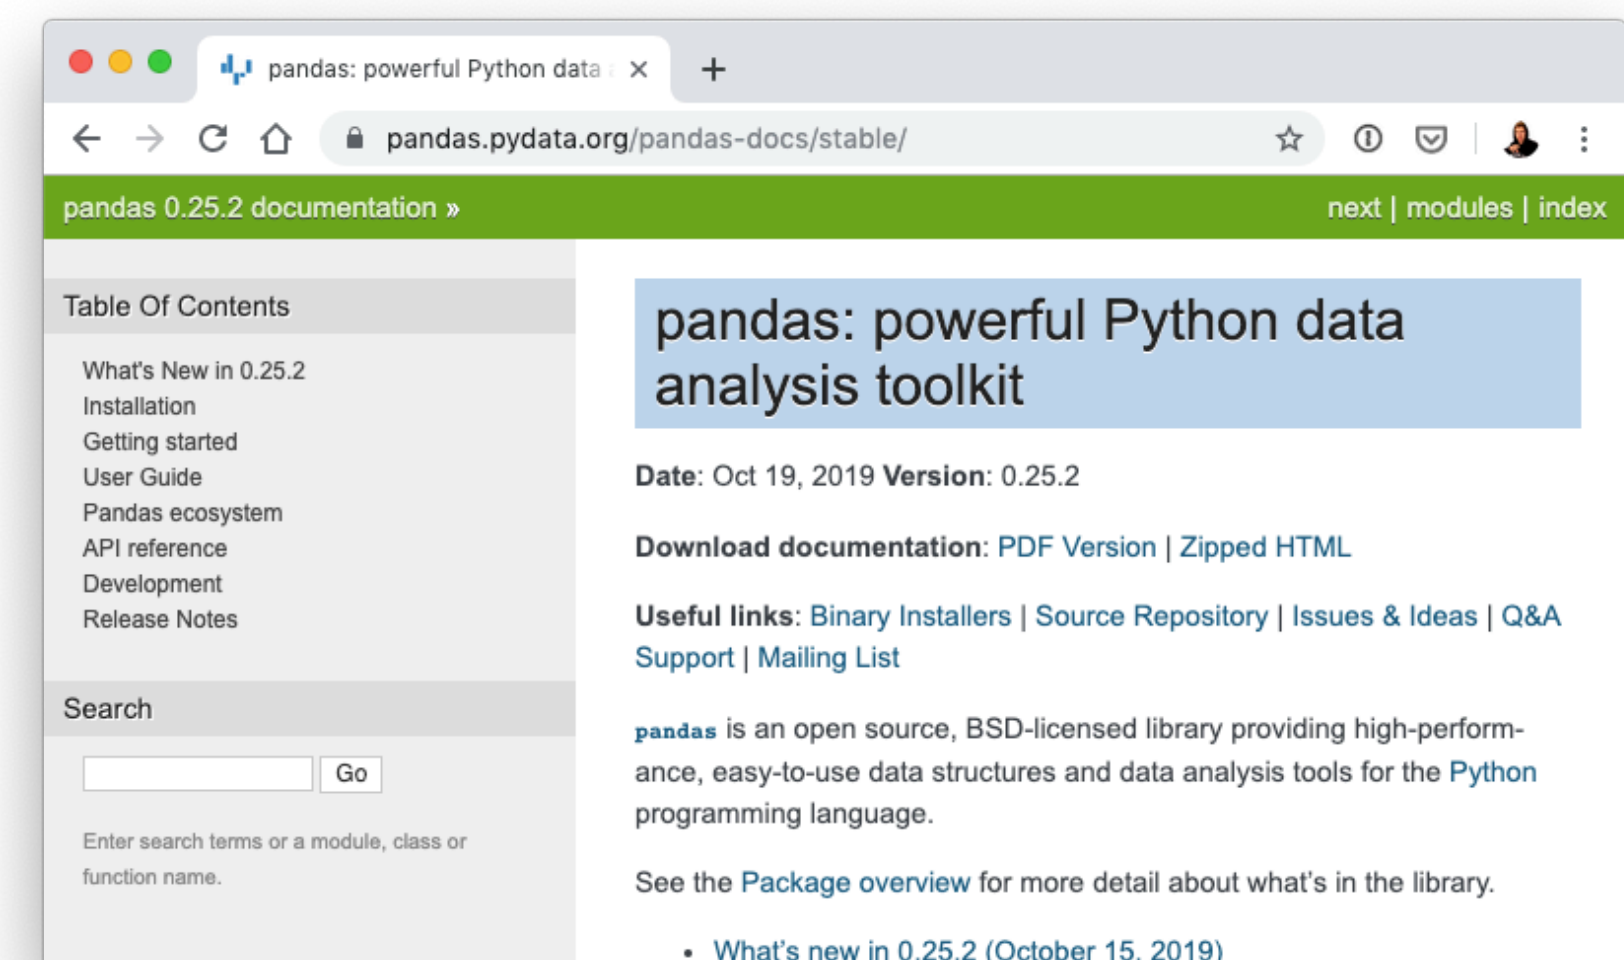 pandas: powerful Python data
pandas.pydata.org/pandas-docs/stable/
pandas 0.25.2 documentation »
next | modules | index
Table Of Contents
What's New in 0.25.2
Installation
Getting started
User Guide
Pandas ecosystem
API reference
Development
Release Notes
Search
Go
Enter search terms or a module, class or
function name.
pandas: powerful Python data
analysis toolkit
Date: Oct 19, 2019 Version: 0.25.2
Download documentation: PDF Version | Zipped HTML
Useful links: Binary Installers | Source Repository | Issues & Ideas | Q&A
Support | Mailing List
pandas is an open source, BSD-licensed library providing high-perform-
ance, easy-to-use data structures and data analysis tools for the Python
programming language.
See the Package overview for more detail about what's in the library.
• What's new in 0.25.2 (October 15, 2019)